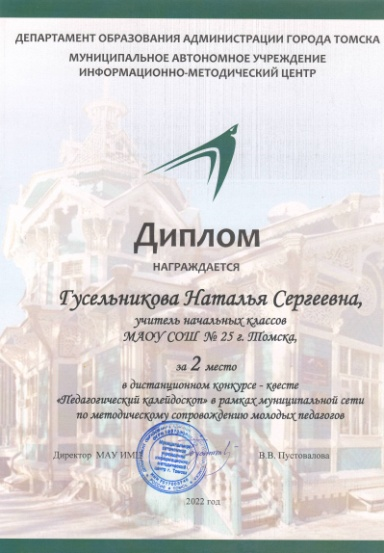 ДЕПАРТАМЕНТ ОБРАЗОВАНИЯ АДМИНИСТРАЦИИ ГОРОДА ТОМСКА
МУНИЦИПАЛЬНОЕ АВТОНОМНОЕ УЧРЕЖДЕНИЕ
ИНФОРМАЦИОННО-МЕТОДИЧЕСКИЙ ЦЕНТР
Диплом
НАГРАЖДАЕТСЯ
Гусельникова Наталья Сергеевна,
учитель начальных классов
МАОУ СОШ № 25 г. Томска,
за 2 место
в дистанционном конкурсе - квесте
«Педагогический калейдоскоп» в рамках муниципальной сети
по методическому сопровождению молодых педагогов
Директор МАУ ИМЦ В.В. Пустовалова
2022 год